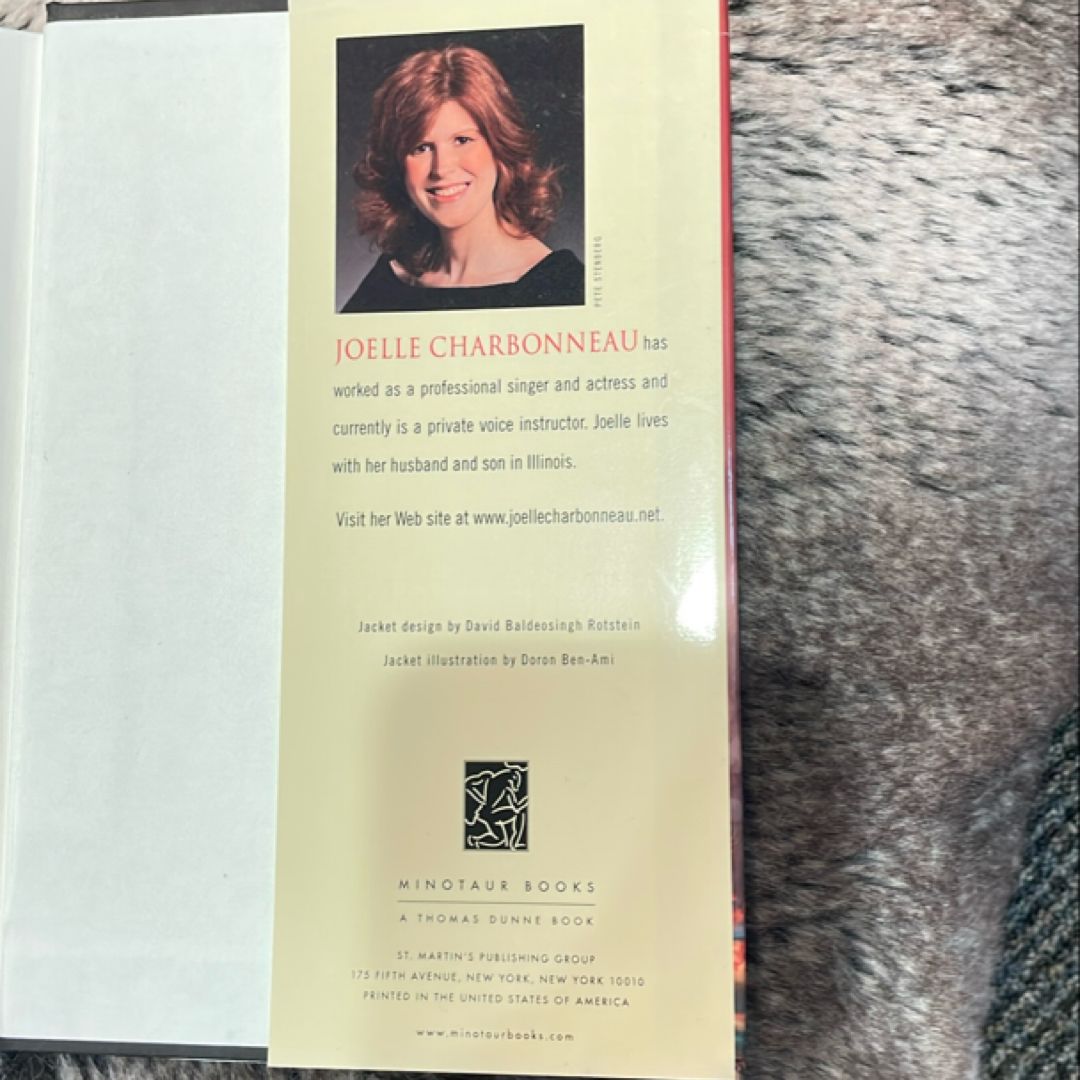 PETE STENBERG
JOELLE CHARBONNEAU has
worked as a professional singer and actress and
currently is a private voice instructor. Joelle lives
with her husband and son in Illinois.
Visit her Web site at www.joellecharbonneau.net.
Jacket design by David Baldeosingh Rotstein
Jacket illustration by Doron Ben-Ami
MINOTAUR BOOKS
A THOMAS DUNNE BOOK
ST. MARTIN'S PUBLISHING GROUP
175 FIFTH AVENUE, NEW YORK, NEW YORK 10010
PRINTED IN THE UNITED STATES OF AMERICA
www.minotaurbooks.com